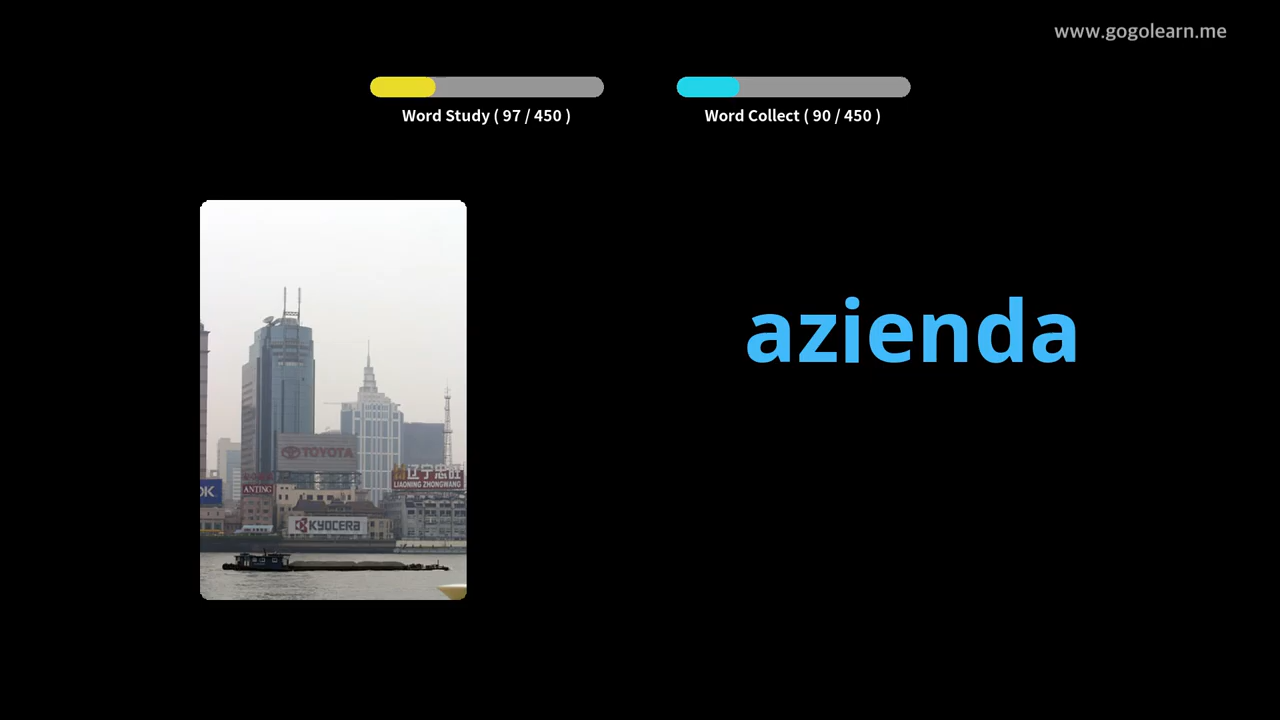 www.gogolearn.me
Word Study ( 97 / 450 )
Word Collect ( 90 / 450 )
azienda
TOYOTA
辽宁忠旺
LIAONING ZHONGWANG
OK
ANTING
KYOCERA